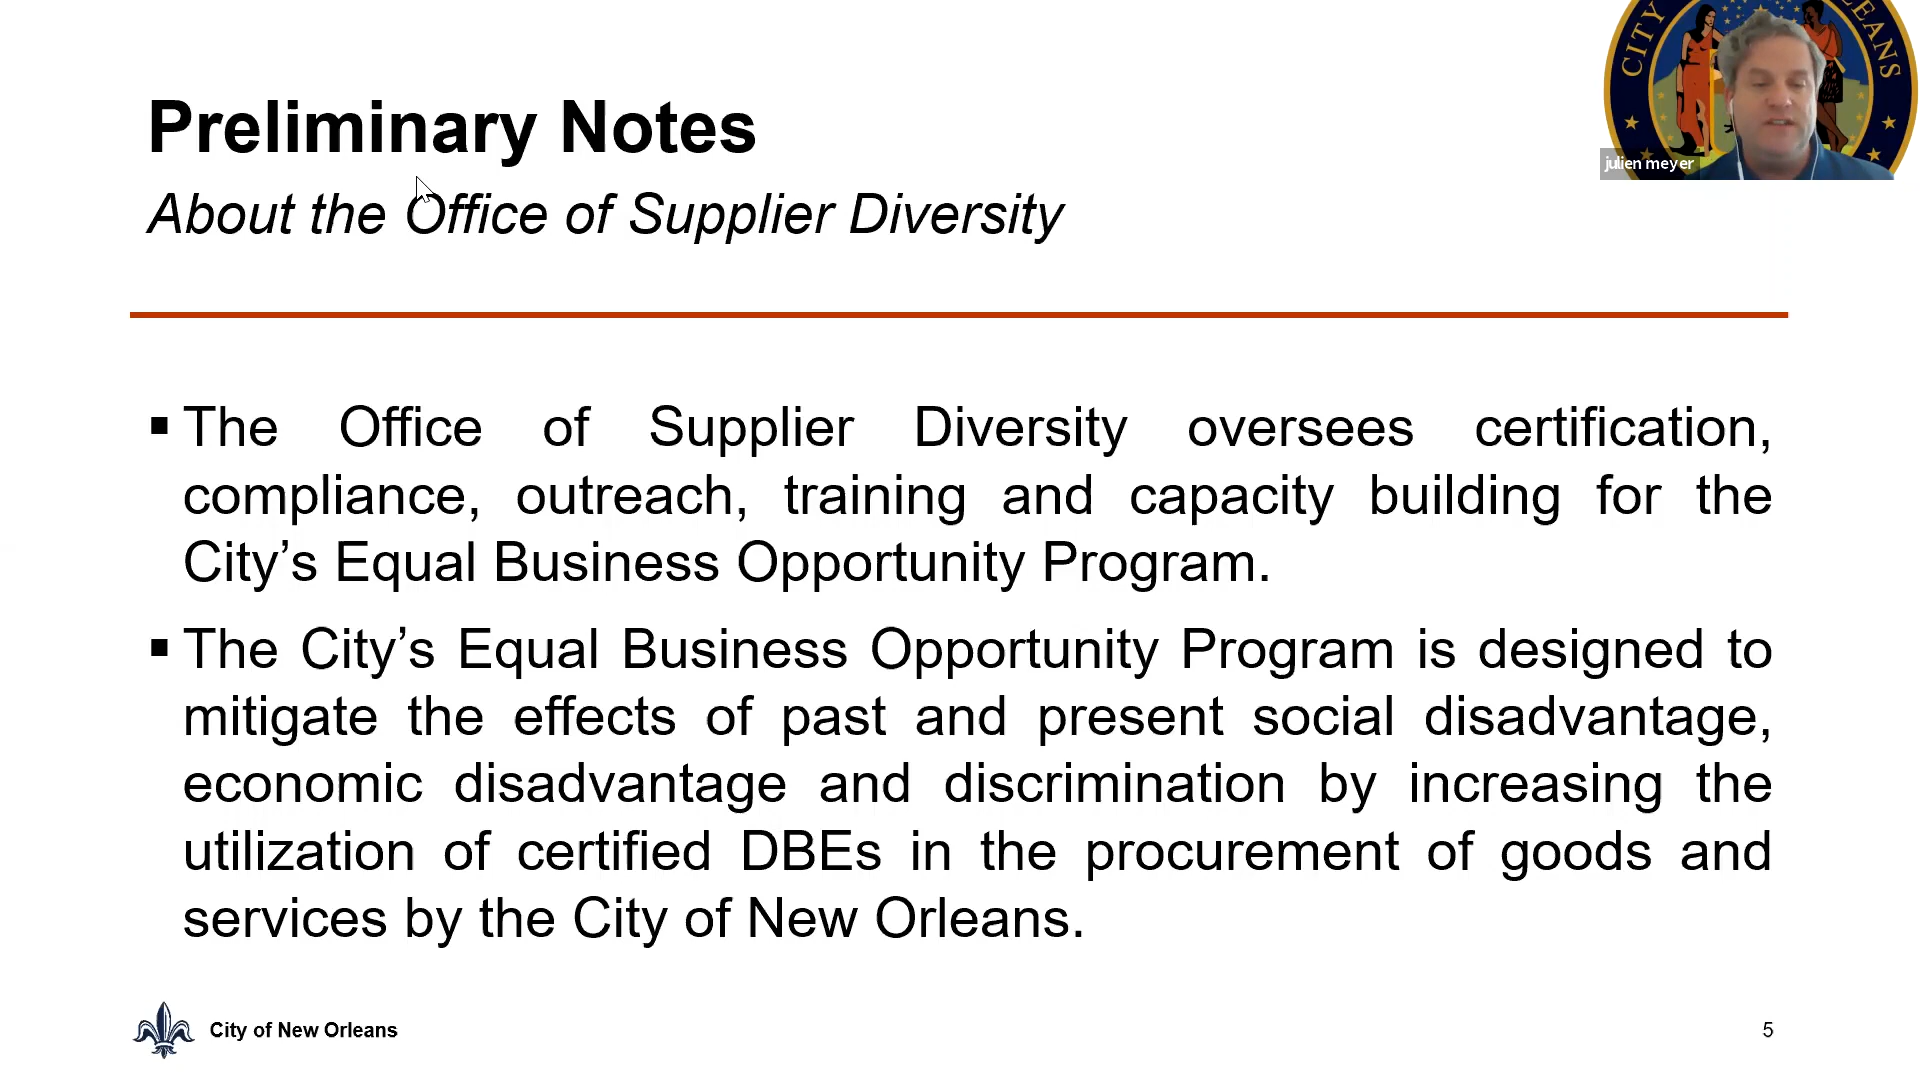 Preliminary Notes
About the Office of Supplier Diversity
CITY
LEANS
julien meyer
▪ The Office of Supplier Diversity oversees certification,
compliance, outreach, training and capacity building for the
City’s Equal Business Opportunity Program.
▪ The City’s Equal Business Opportunity Program is designed to
mitigate the effects of past and present social disadvantage,
economic disadvantage and discrimination by increasing the
utilization of certified DBEs in the procurement of goods and
services by the City of New Orleans.
City of New Orleans
5